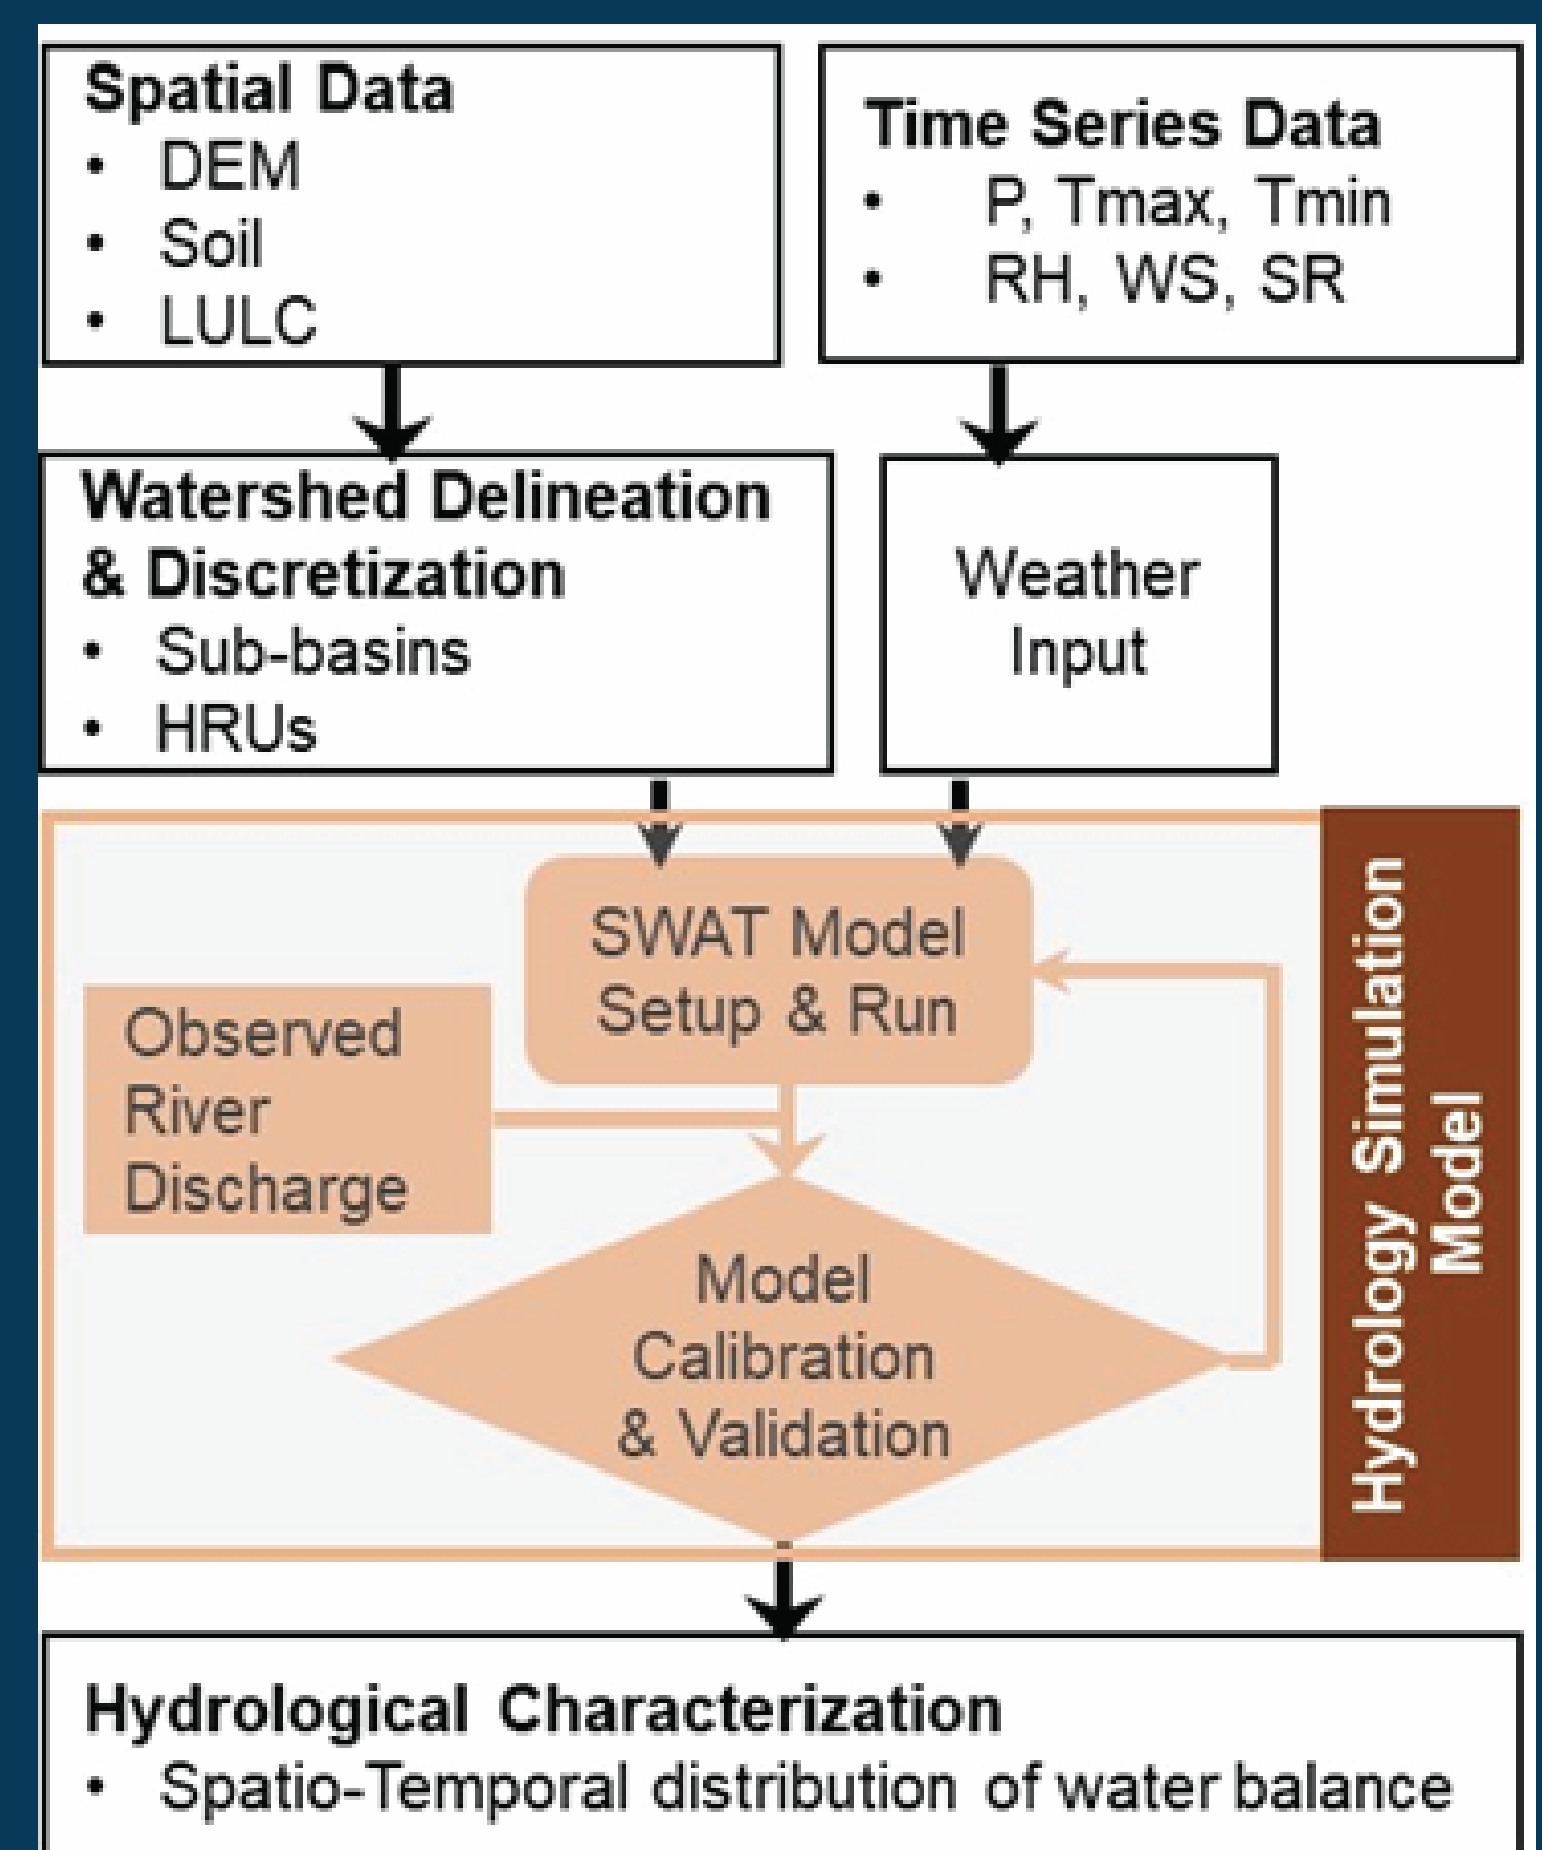 Spatial Data
• DEM
• Soil
• LULC
Time Series Data
• P, Tmax, Tmin
• RH, WS, SR
Watershed Delineation
& Discretization
• Sub-basins
• HRUs
Weather
Input
SWAT Model
Setup & Run
Observed
River
Discharge
Model
Calibration
& Validation
Hydrology Simulation
Model
Hydrological Characterization
• Spatio-Temporal distribution of water balance